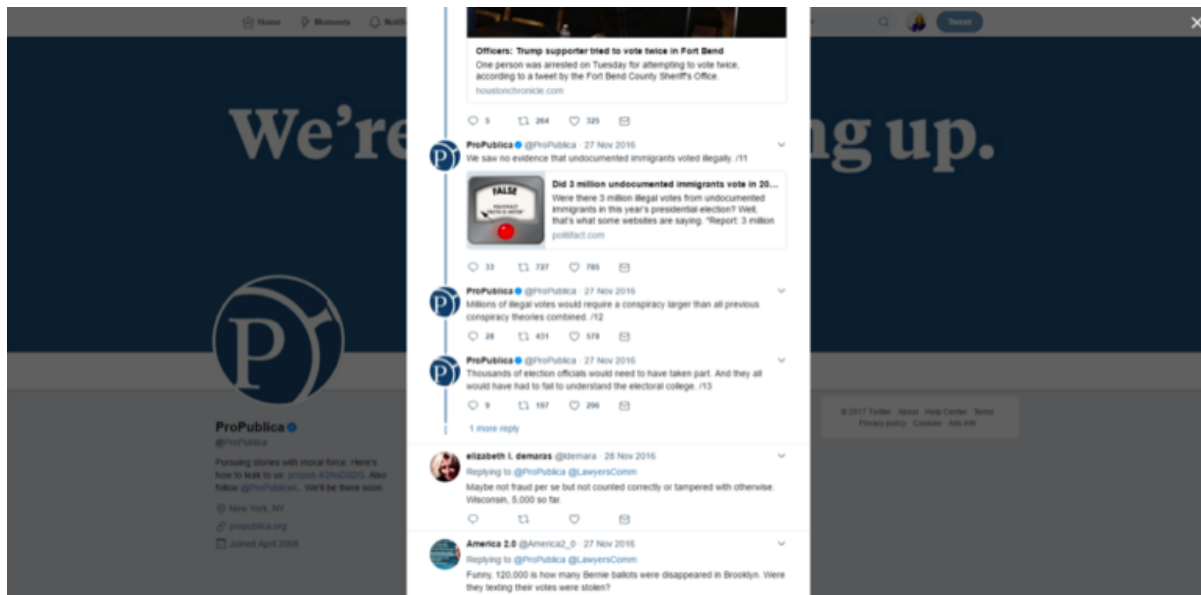 Home Moments
Tweet
We're
ng up.
Officers: Trump supporter tried to vote twice in Fort Bend
One person was arrested on Tuesday for attempting to vote twice,
according to a tweet by the Fort Bend County Sheriff's Office.
houstonchronicle.com
5 264 325
ProPublica @ProPublica · 27 Nov 2016
We saw no evidence that undocumented immigrants voted illegally. /11
FALSE
Did 3 million undocumented immigrants vote in 20...
Were there 3 million illegal votes from undocumented
immigrants in this year's presidential election? Well,
that's what some websites are saying. "Report: 3 million
politifact.com
33 727 785
ProPublica @ProPublica · 27 Nov 2016
Millions of illegal votes would require a conspiracy larger than all previous
conspiracy theories combined. /12
28 431 578
ProPublica @ProPublica · 27 Nov 2016
Thousands of election officials would need to have taken part. And they all
would have had to fail to understand the electoral college. /13
9 197 296
1 more reply
elizabeth l. demaras @ldemara · 28 Nov 2016
Replying to @ProPublica @LawyersComm
Maybe not fraud per se but not counted correctly or tampered with otherwise.
Wisconsin, 5,000 so far.
America 2.0 @America2_0 · 27 Nov 2016
Replying to @ProPublica @LawyersComm
Funny, 120,000 is how many Bernie ballots were disappeared in Brooklyn. Were
they texting their votes were stolen?
ProPublica
@ProPublica
Pursuing stories with moral force. Here's
how to leak to us: Also
follow We'll be there soon.
New York, NY
propublica.org
Joined April 2008
© 2017 Twitter About Help Center Terms
Privacy policy Cookies Ads info